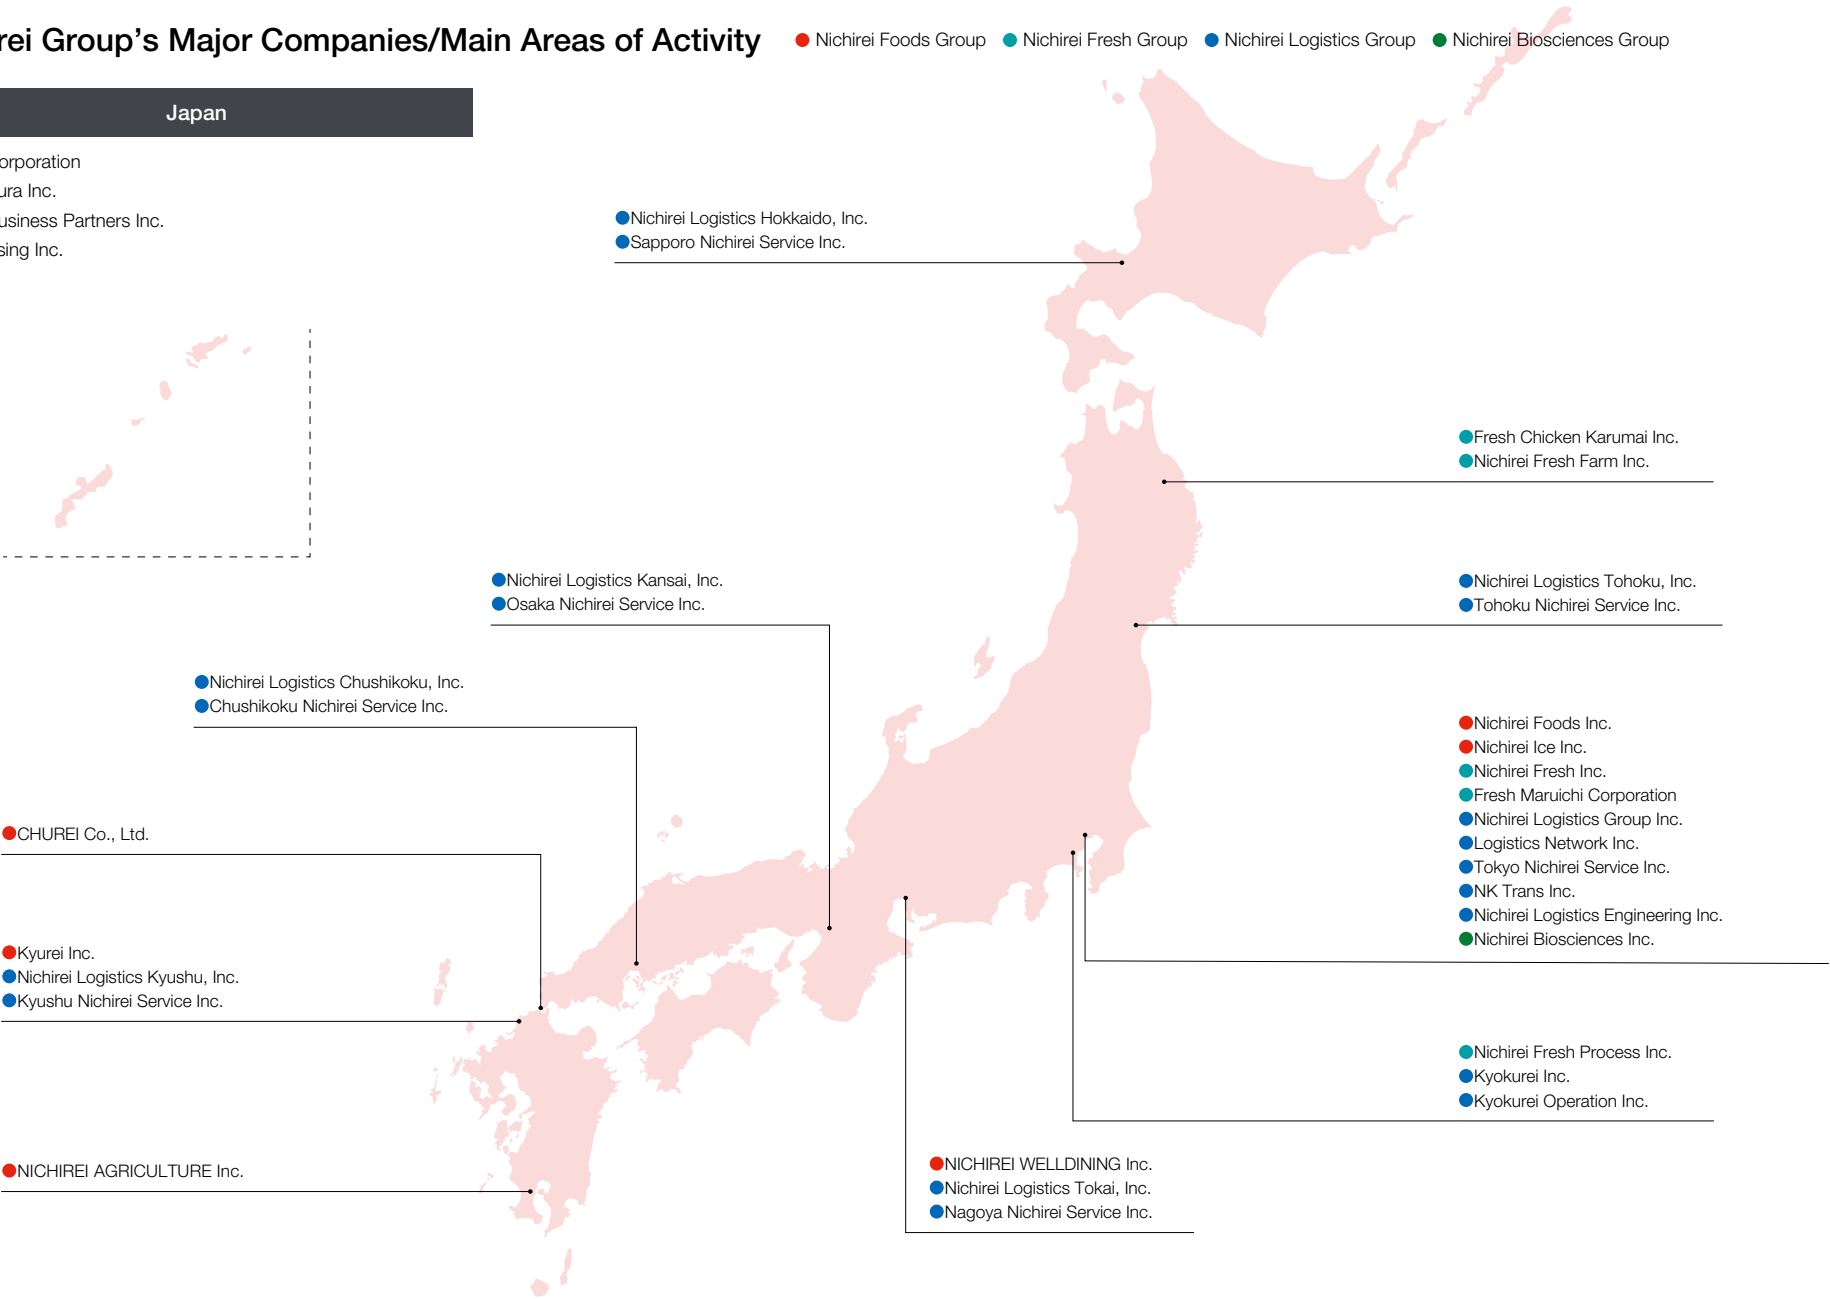 rei Group's Major Companies/Main Areas of Activity
Nichirei Foods Group
Nichirei Fresh Group
Nichirei Logistics Group
Nichirei Biosciences Group
Japan
orporation
ura Inc.
usiness Partners Inc.
sing Inc.
Nichirei Logistics Hokkaido, Inc.
Sapporo Nichirei Service Inc.
Fresh Chicken Karumai Inc.
Nichirei Fresh Farm Inc.
Nichirei Logistics Kansai, Inc.
Osaka Nichirei Service Inc.
Nichirei Logistics Tohoku, Inc.
Tohoku Nichirei Service Inc.
Nichirei Logistics Chushikoku, Inc.
Chushikoku Nichirei Service Inc.
Nichirei Foods Inc.
Nichirei Ice Inc.
Nichirei Fresh Inc.
Fresh Maruichi Corporation
Nichirei Logistics Group Inc.
Logistics Network Inc.
Tokyo Nichirei Service Inc.
NK Trans Inc.
Nichirei Logistics Engineering Inc.
Nichirei Biosciences Inc.
CHUREI Co., Ltd.
Kyurei Inc.
Nichirei Logistics Kyushu, Inc.
Kyushu Nichirei Service Inc.
Nichirei Fresh Process Inc.
Kyokurei Inc.
Kyokurei Operation Inc.
NICHIREI AGRICULTURE Inc.
NICHIREI WELLDINING Inc.
Nichirei Logistics Tokai, Inc.
Nagoya Nichirei Service Inc.